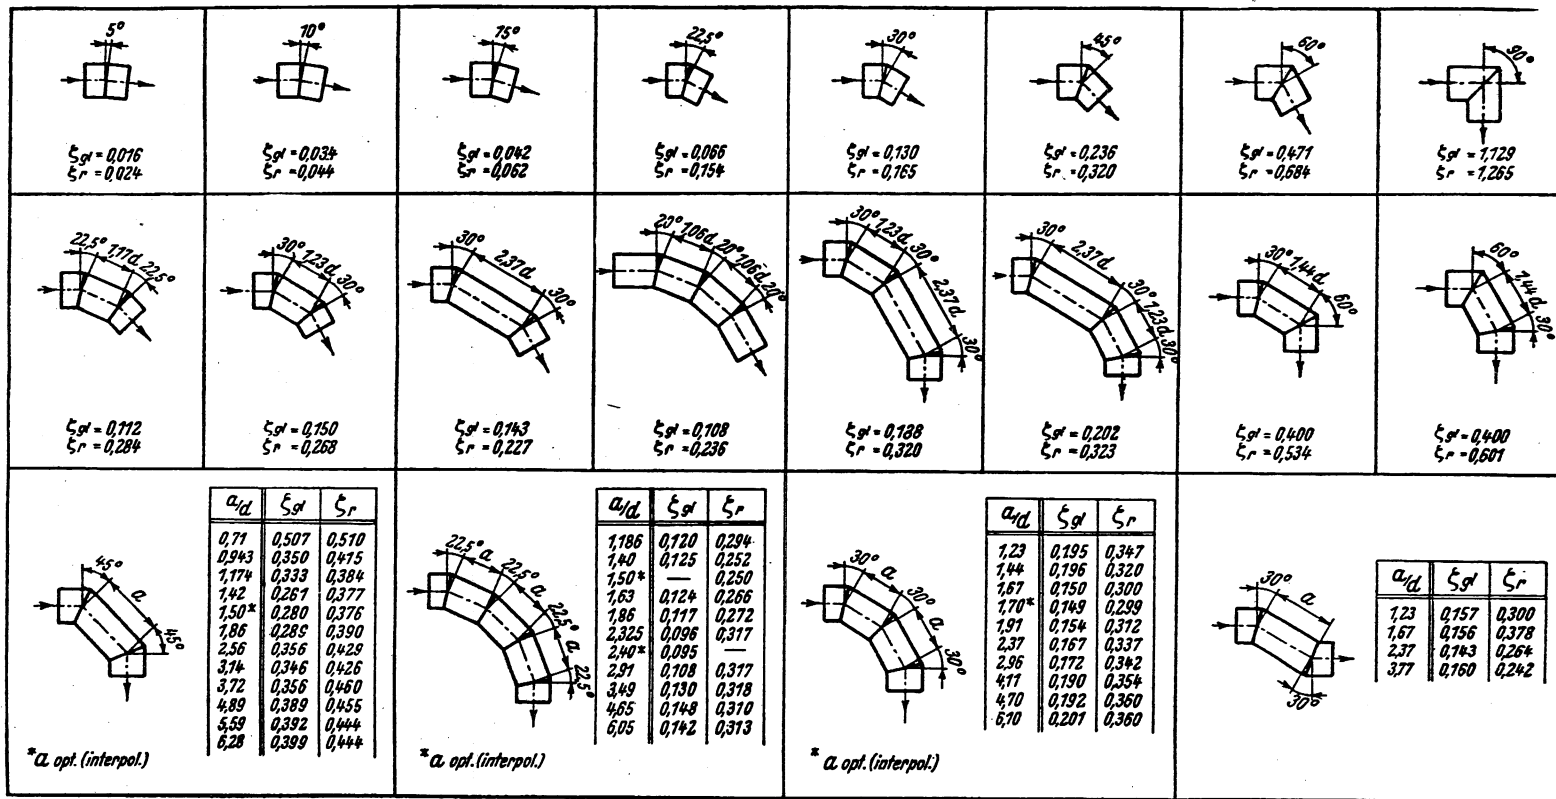 5°
ζgl = 0,016
ζr = 0,024
10°
ζgl = 0,034
ζr = 0,044
15°
ζgl = 0,042
ζr = 0,062
22,5°
ζgl = 0,066
ζr = 0,154
30°
ζgl = 0,130
ζr = 0,165
45°
ζgl = 0,236
ζr = 0,320
60°
ζgl = 0,471
ζr = 0,684
90°
ζgl = 1,129
ζr = 1,265
22,5° 1,17d 22,5°
ζgl = 0,112
ζr = 0,284
30° 1,23d 30°
ζgl = 0,150
ζr = 0,268
30° 2,37d 30°
ζgl = 0,143
ζr = 0,227
20° 1,06d 20° 1,06d 20°
ζgl = 0,108
ζr = 0,236
30° 1,23d 30° 2,37d 30°
ζgl = 0,188
ζr = 0,320
30° 2,37d 30° 1,23d 30°
ζgl = 0,202
ζr = 0,323
30° 1,44d 60°
ζgl = 0,400
ζr = 0,534
60° 1,44d 30°
ζgl = 0,400
ζr = 0,601
45° a 45°
a/d ζgl ζr
0,71 0,507 0,510
0,943 0,350 0,415
1,174 0,333 0,384
1,42 0,261 0,377
1,50* 0,280 0,376
1,86 0,289 0,390
2,56 0,356 0,429
3,14 0,346 0,426
3,72 0,356 0,460
4,89 0,389 0,455
5,59 0,392 0,444
6,28 0,399 0,444
*a opt. (interpol.)
22,5° a 22,5° a 22,5° a 22,5°
a/d ζgl ζr
1,186 0,120 0,294
1,40 0,125 0,252
1,50* — 0,250
1,63 0,124 0,266
1,86 0,117 0,272
2,325 0,096 0,317
2,40* 0,095 —
2,91 0,108 0,317
3,49 0,130 0,318
4,65 0,148 0,310
6,05 0,142 0,313
*a opt. (interpol.)
30° a 30° a 30°
a/d ζgl ζr
1,23 0,195 0,347
1,44 0,196 0,320
1,67 0,150 0,300
1,70* 0,149 0,299
1,91 0,154 0,312
2,37 0,167 0,337
2,96 0,172 0,342
4,11 0,190 0,354
4,70 0,192 0,360
6,10 0,201 0,360
* a opt. (interpol.)
30° a 30°
a/d ζgl ζr
1,23 0,157 0,300
1,67 0,156 0,378
2,37 0,143 0,264
3,77 0,160 0,242